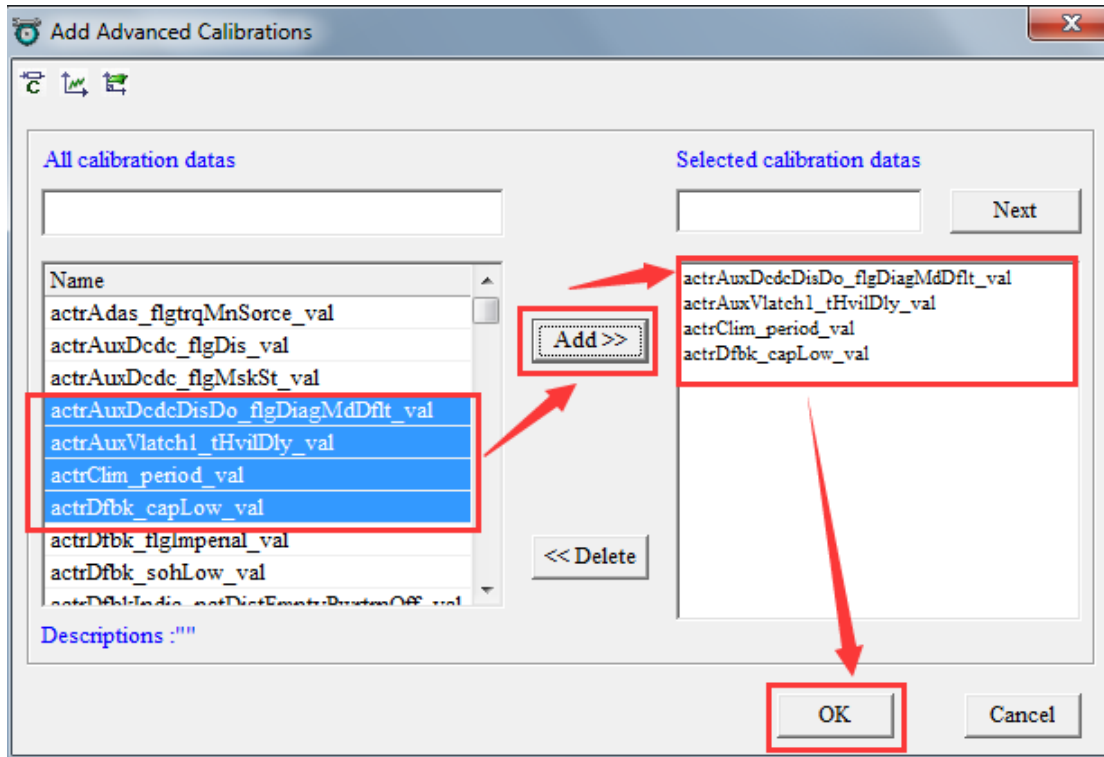 Add Advanced Calibrations
All calibration datas
Selected calibration datas
Next
Name
actrAdas_flgtrqMnSorce_val
actrAuxDcdc_flgDis_val
actrAuxDcdc_flgMskSt_val
actrAuxDcdcDisDo_flgDiagMdDflt_val
actrAuxVlatch1_tHvilDly_val
actrClim_period_val
actrDfbk_capLow_val
actrDfbk_flgImperial_val
actrDfbk_sohLow_val
Add >>
<< Delete
actrAuxDcdcDisDo_flgDiagMdDflt_val
actrAuxVlatch1_tHvilDly_val
actrClim_period_val
actrDfbk_capLow_val
Descriptions :""
OK
Cancel